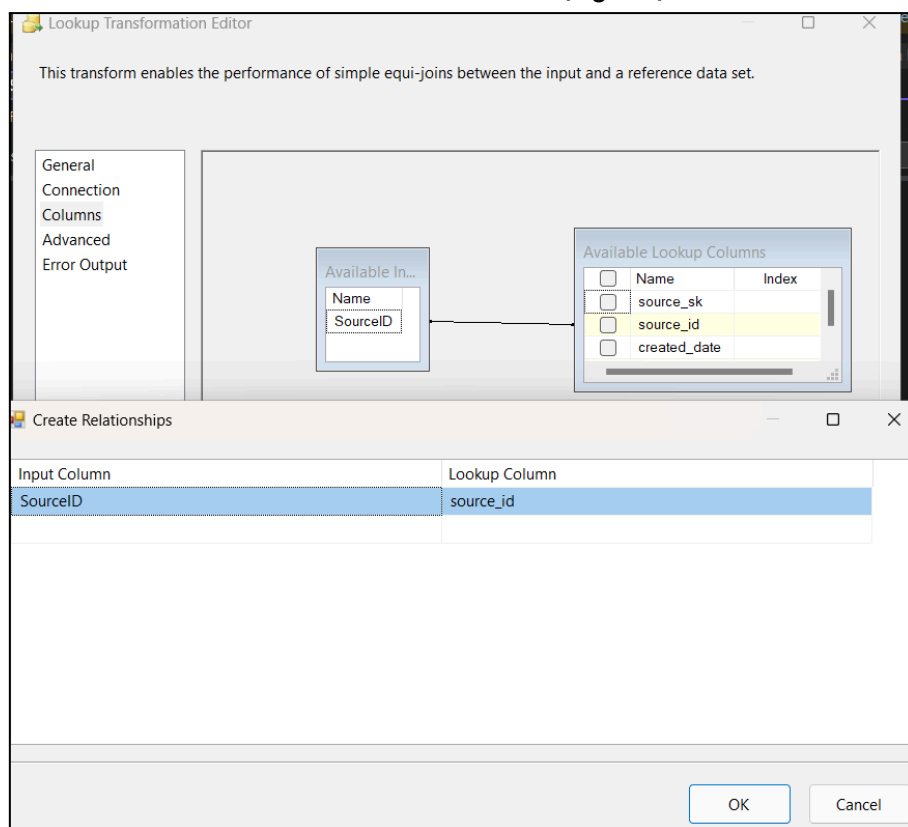 Lookup Transformation Editor
This transform enables the performance of simple equi-joins between the input and a reference data set.
General
Connection
Columns
Advanced
Error Output
Available In...
Name
SourceID
Available Lookup Columns
Name Index
source_sk
source_id
created_date
Create Relationships
Input Column Lookup Column
SourceID source_id
OK Cancel